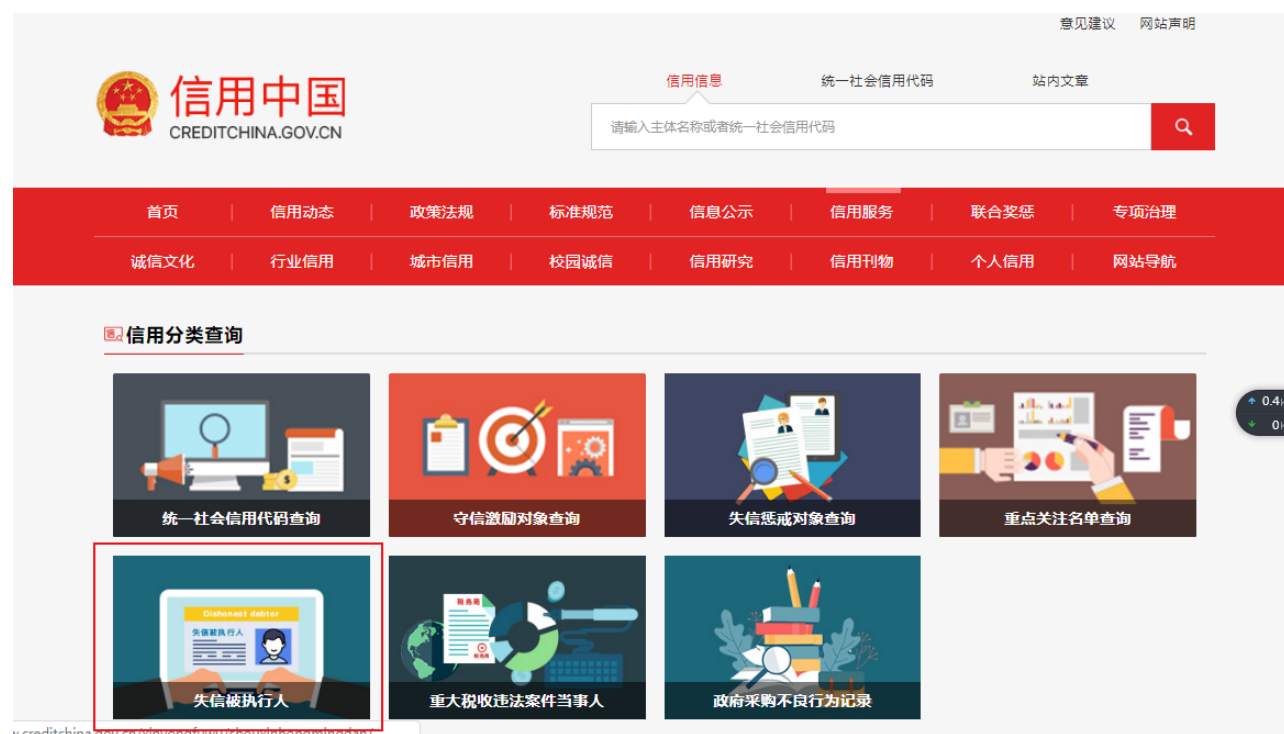 意见建议 网站声明
信用中国
CREDITCHINA.GOV.CN
信用信息 统一社会信用代码 站内文章
请输入主体名称或者统一社会信用代码
首页 信用动态 政策法规 标准规范 信息公示 信用服务 联合奖惩 专项治理
诚信文化 行业信用 城市信用 校园诚信 信用研究 信用刊物 个人信用 网站导航
信用分类查询
统一社会信用代码查询 守信激励对象查询 失信惩戒对象查询 重点关注名单查询
0.4
0
Dishonest debtor
失信被执行人
税务局
失信被执行人 重大税收违法案件当事人 政府采购不良行为记录